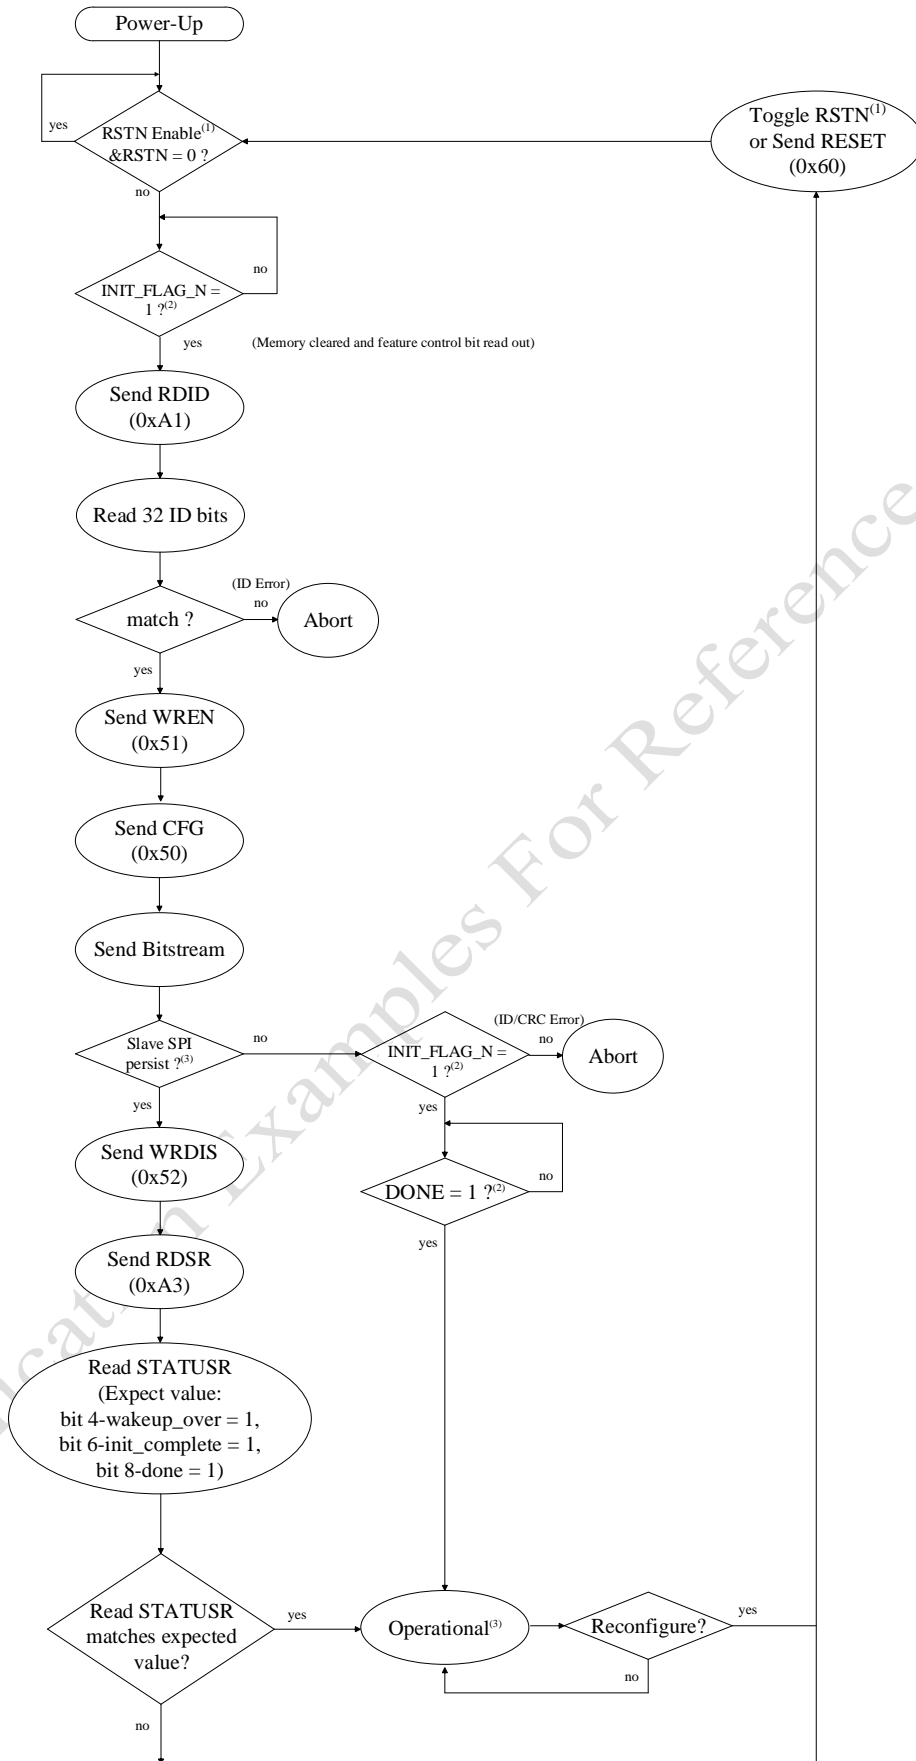 Power-Up
yes
RSTN Enable(1)
&RSTN = 0 ?
Toggle RSTN(1)
or Send RESET
(0x60)
no
no
INIT_FLAG_N =
1 ?(2)
yes
(Memory cleared and feature control bit read out)
Send RDID
(0xA1)
Read 32 ID bits
(ID Error)
no
match ?
Abort
yes
Send WREN
(0x51)
Send CFG
(0x50)
Send Bitstream
Slave SPI
persist ?(3)
no
(ID/CRC Error)
no
INIT_FLAG_N =
1 ?(2)
Abort
yes
yes
Send WRDIS
(0x52)
DONE = 1 ?(2)
no
yes
Send RDSR
(0xA3)
Read STATUSR
(Expect value:
bit 4-wakeup_over = 1,
bit 6-init_complete = 1,
bit 8-done = 1)
Read STATUSR
matches expected
value?
yes
Operational(3)
Reconfigure?
yes
no
no
Examples For Reference